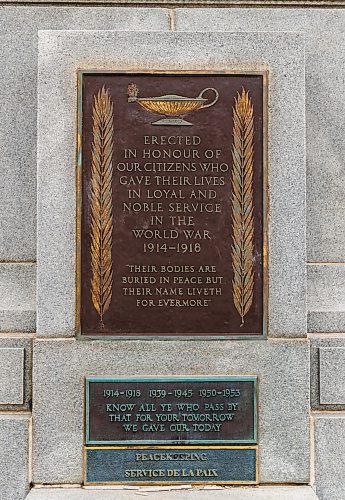 ERECTED
IN HONOUR OF
OUR CITIZENS WHO
GAVE THEIR LIVES
IN LOYAL AND
NOBLE SERVICE
IN THE
WORLD WAR
1914-1918
"THEIR BODIES ARE
BURIED IN PEACE BUT
THEIR NAME LIVETH
FOR EVERMORE"
1914-1918 1939-1945 1950-1953
KNOW ALL YE WHO PASS BY
THAT FOR YOUR TOMORROW
WE GAVE OUR TODAY
PEACEKEEPING
SERVICE DE LA PAIX